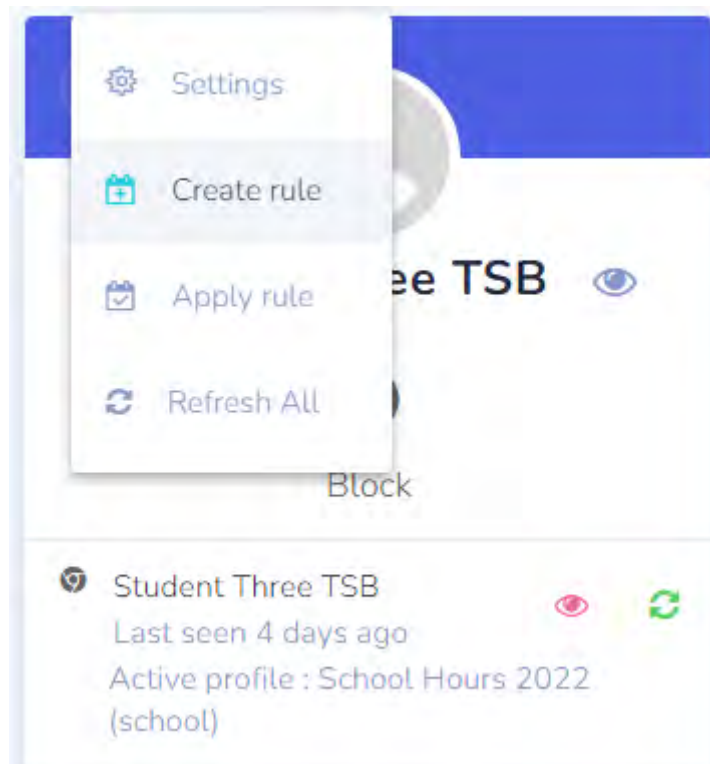 Settings
Create rule
ee TSB
Apply rule
Refresh All
Block
Student Three TSB
Last seen 4 days ago
Active profile : School Hours 2022
(school)